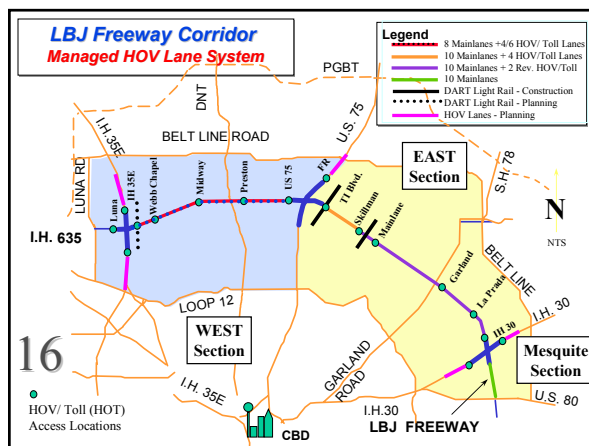 LBJ Freeway Corridor
Managed HOV Lane System
Legend
8 Mainlanes +4/6 HOV/ Toll Lanes
10 Mainlanes + 4 HOV/Toll Lanes
10 Mainlanes + 2 Rev. HOV/Toll
10 Mainlanes
DART Light Rail - Construction
DART Light Rail - Planning
HOV Lanes - Planning
PGBT
DNT
U.S. 75
I.H. 35E
BELT LINE ROAD
LUNA RD
S.H. 78
EAST
Section
N
NTS
Luna
IH 35E
Webb Chapel
Midway
Preston
US 75
FR
T1 Blvd.
Skillman
Mainlane
Garland
La Prada
IH 30
I.H. 635
BELT LINE
I.H. 30
LOOP 12
WEST
Section
GARLAND
ROAD
Mesquite
Section
16
HOV/ Toll (HOT)
Access Locations
I.H. 35E
CBD
I.H.30
U.S. 80
LBJ FREEWAY